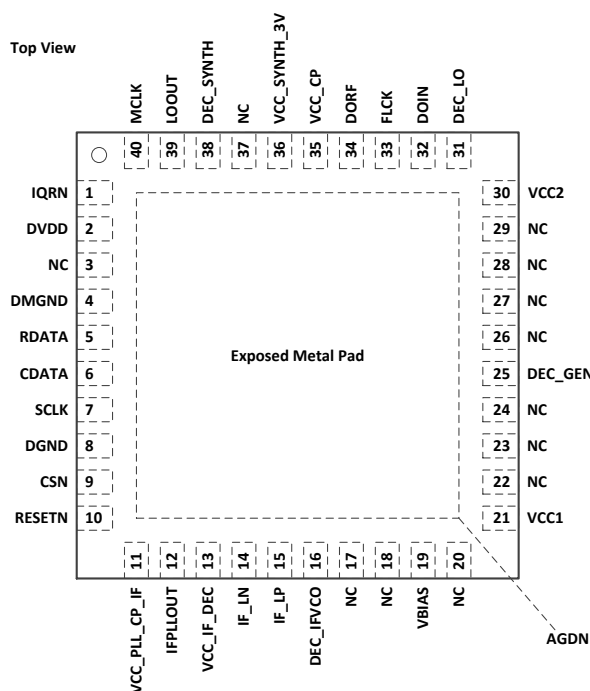 Top View
MCLK
LOOUT
DEC_SYNTH
NC
VCC_SYNTH_3V
VCC_CP
DORF
FLCK
DOIN
DEC_LO
40
39
38
37
36
35
34
33
32
31
IQRN 1
DVDD 2
NC 3
DMGND 4
RDATA 5
CDATA 6
SCLK 7
DGND 8
CSN 9
RESETN 10
Exposed Metal Pad
30 VCC2
29 NC
28 NC
27 NC
26 NC
25 DEC_GEN
24 NC
23 NC
22 NC
21 VCC1
11
12
13
14
15
16
17
18
19
20
VCC_PLL_CP_IF
IFPLLOUT
VCC_IF_DEC
IF_LN
IF_LP
DEC_IFVCO
NC
NC
VBIAS
NC
AGDN